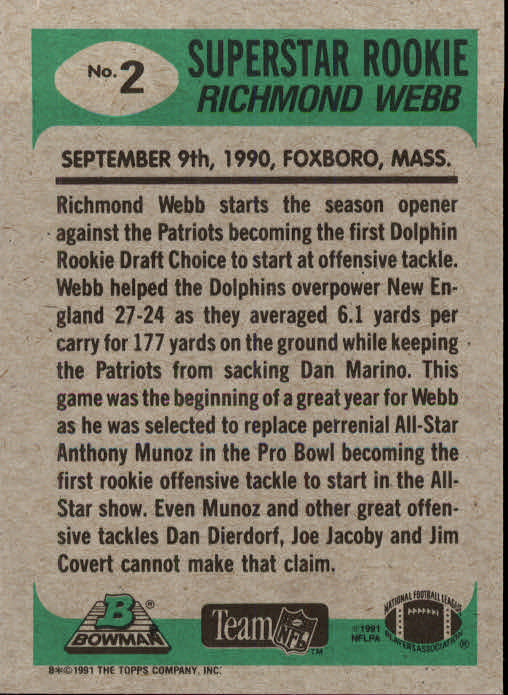 No. 2
SUPERSTAR ROOKIE
RICHMOND WEBB
SEPTEMBER 9th, 1990, FOXBORO, MASS.
Richmond Webb starts the season opener
against the Patriots becoming the first Dolphin
Rookie Draft Choice to start at offensive tackle.
Webb helped the Dolphins overpower New En-
gland 27-24 as they averaged 6.1 yards per
carry for 177 yards on the ground while keeping
the Patriots from sacking Dan Marino. This
game was the beginning of a great year for Webb
as he was selected to replace perrenial All-Star
Anthony Munoz in the Pro Bowl becoming the
first rookie offensive tackle to start in the All-
Star show. Even Munoz and other great offen-
sive tackles Dan Dierdorf, Joe Jacoby and Jim
Covert cannot make that claim.
B ®
BOWMAN
Team NFL TM
© 1991
NFLPA
NATIONAL FOOTBALL LEAGUE
PLAYERS ASSOCIATION
8*© 1991 THE TOPPS COMPANY, INC.